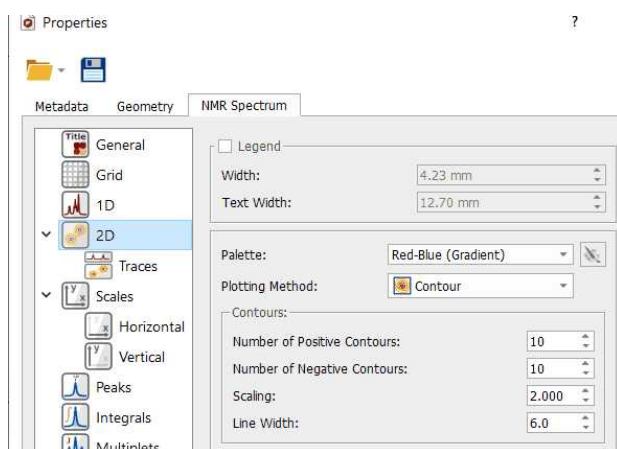 Properties
?
Metadata
Geometry
NMR Spectrum
Title
General
Grid
1D
2D
Traces
Scales
Horizontal
Vertical
Peaks
Integrals
Multiplets
Legend
Width:
4.23 mm
Text Width:
12.70 mm
Palette:
Red-Blue (Gradient)
Plotting Method:
Contour
Contours:
Number of Positive Contours:
10
Number of Negative Contours:
10
Scaling:
2.000
Line Width:
6.0